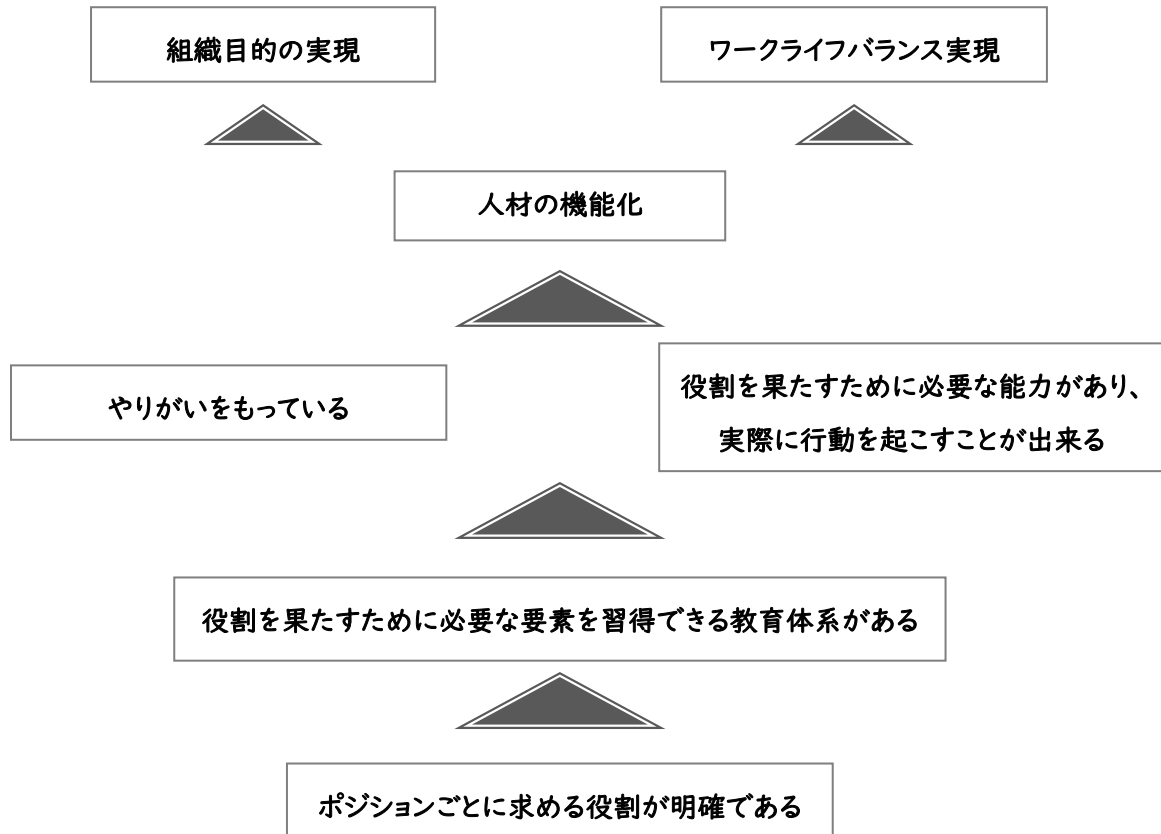 組織目的の実現
ワークライフバランス実現
人材の機能化
やりがいをもっている
役割を果たすために必要な能力があり、
実際に行動を起こすことが出来る
役割を果たすために必要な要素を習得できる教育体系がある
ポジションごとに求める役割が明確である